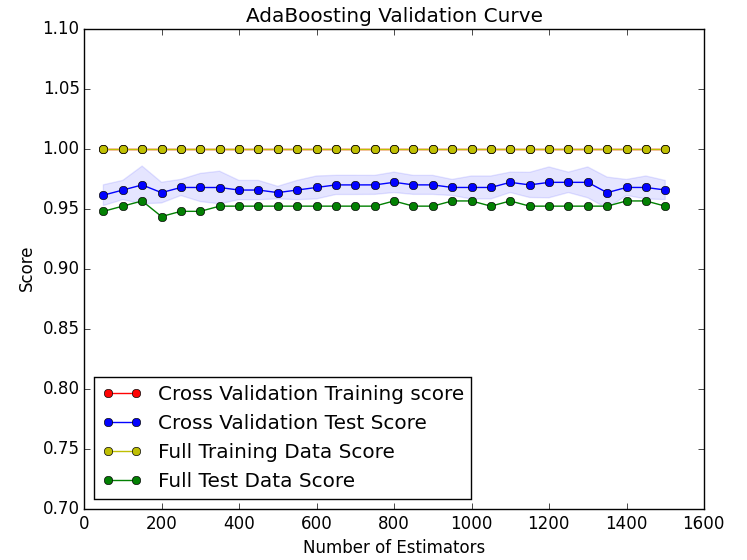 AdaBoosting Validation Curve
1.10
1.05
1.00
0.95
0.90
0.85
0.80
0.75
0.70
Score
Cross Validation Training score
Cross Validation Test Score
Full Training Data Score
Full Test Data Score
0 200 400 600 800 1000 1200 1400 1600
Number of Estimators